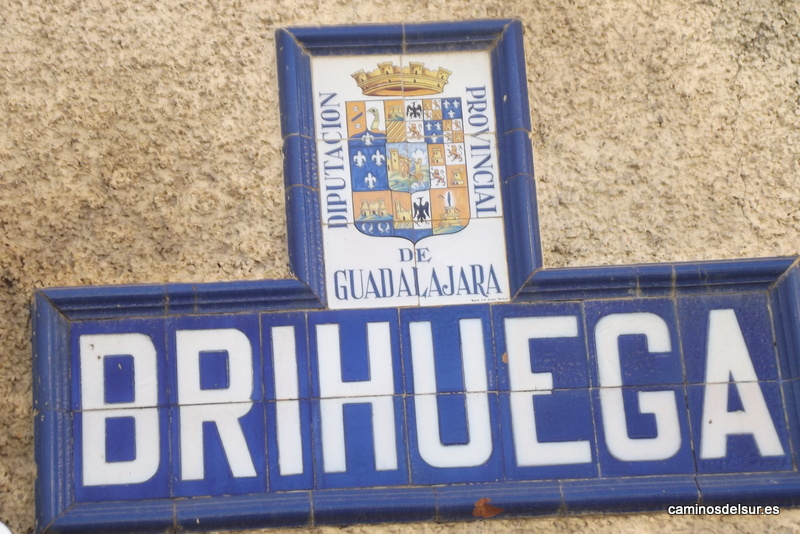 DIPUTACION
PROVINCIAL
DE
GUADALAJARA
BRIHUEGA
caminosdelsur.es